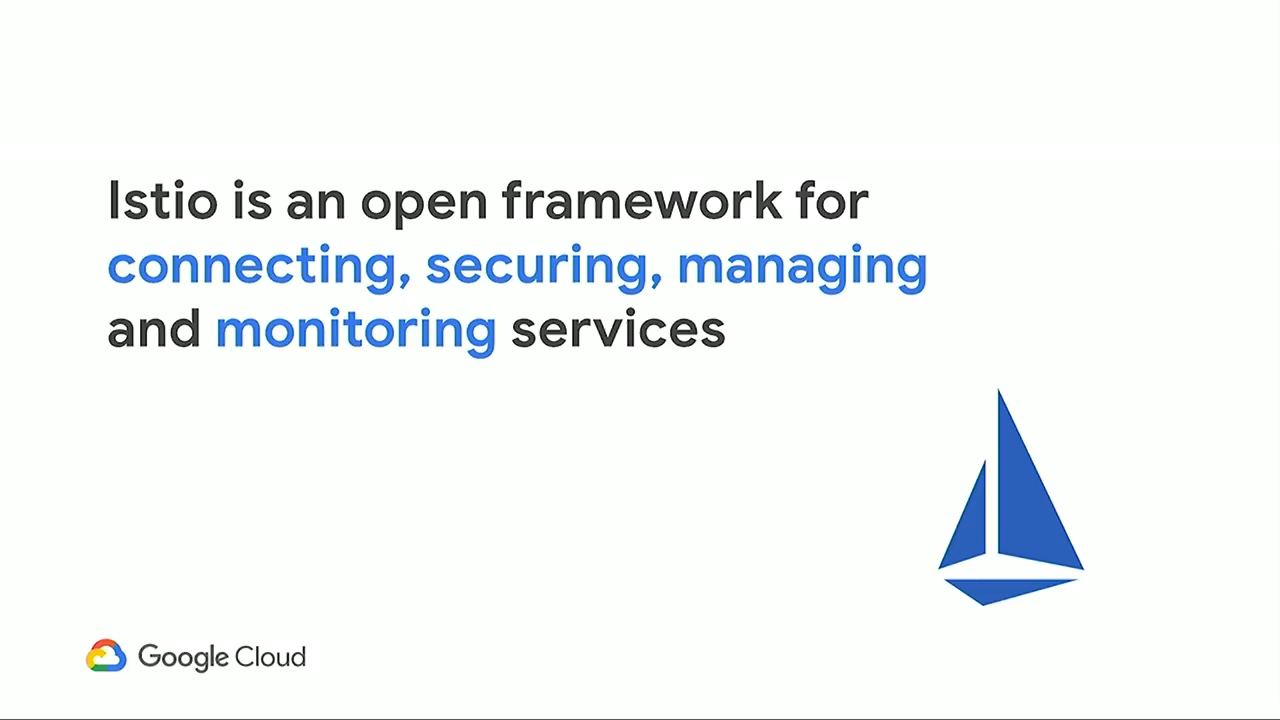 Istio is an open framework for
connecting, securing, managing
and monitoring services
Google Cloud